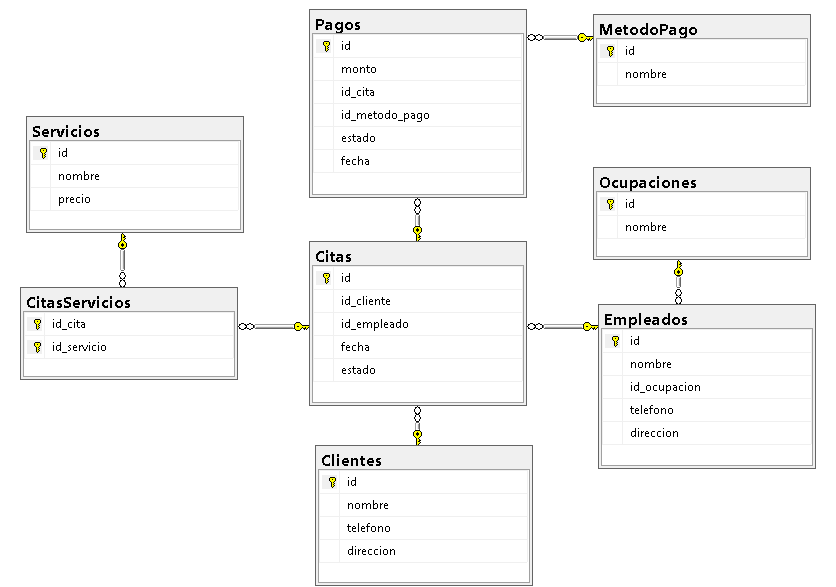 Pagos
id
monto
id_cita
id_metodo_pago
estado
fecha
MetodoPago
id
nombre
Servicios
id
nombre
precio
Ocupaciones
id
nombre
Citas
id
id_cliente
id_empleado
fecha
estado
CitasServicios
id_cita
id_servicio
Empleados
id
nombre
id_ocupacion
telefono
direccion
Clientes
id
nombre
telefono
direccion